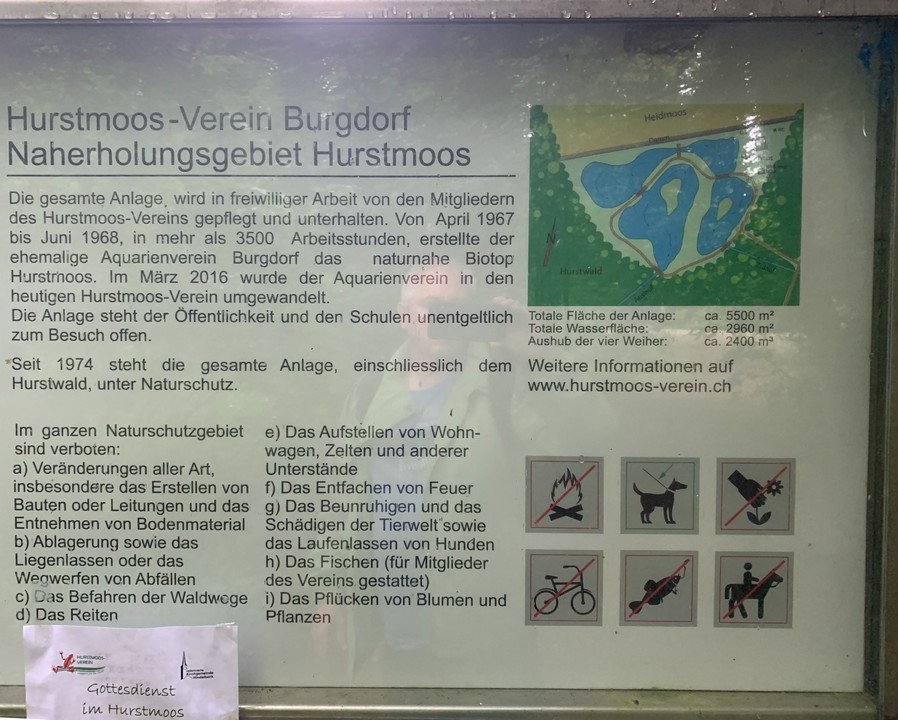 Hurstmoos-Verein Burgdorf
Naherholungsgebiet Hurstmoos
Die gesamte Anlage wird in freiwilliger Arbeit von den Mitgliedern
des Hurstmoos-Vereins gepflegt und unterhalten. Von April 1967
bis Juni 1968, in mehr als 3500 Arbeitsstunden, erstellte der
ehemalige Aquarienverein Burgdorf das naturnahe Biotop
Hurstmoos. Im März 2016 wurde der Aquarienverein in den
heutigen Hurstmoos-Verein umgewandelt.
Die Anlage steht der Öffentlichkeit und den Schulen unentgeltlich
zum Besuch offen.
Seit 1974 steht die gesamte Anlage, einschliesslich dem
Hurstwald, unter Naturschutz.
Im ganzen Naturschutzgebiet
sind verboten:
a) Veränderungen aller Art,
insbesondere das Erstellen von
Bauten oder Leitungen und das
Entnehmen von Bodenmaterial
b) Ablagerung sowie das
Liegenlassen oder das
Wegwerfen von Abfällen
c) Das Befahren der Waldwege
d) Das Reiten
e) Das Aufstellen von Wohn-
wagen, Zelten und anderer
Unterstände
f) Das Entfachen von Feuer
g) Das Beunruhigen und das
Schädigen der Tierwelt sowie
das Laufenlassen von Hunden
h) Das Fischen (für Mitglieder
des Vereins gestattet)
i) Das Pflücken von Blumen und
Pflanzen
Heidmoos
Hurstwald
Totale Fläche der Anlage: ca. 5500 m²
Totale Wasserfläche: ca. 2960 m²
Aushub der vier Weiher: ca. 2400 m³
Weitere Informationen auf
www.hurstmoos-verein.ch
HURSTMOOS-
VEREIN
Kirchgemeinde
Gottesdienst
im Hurstmoos